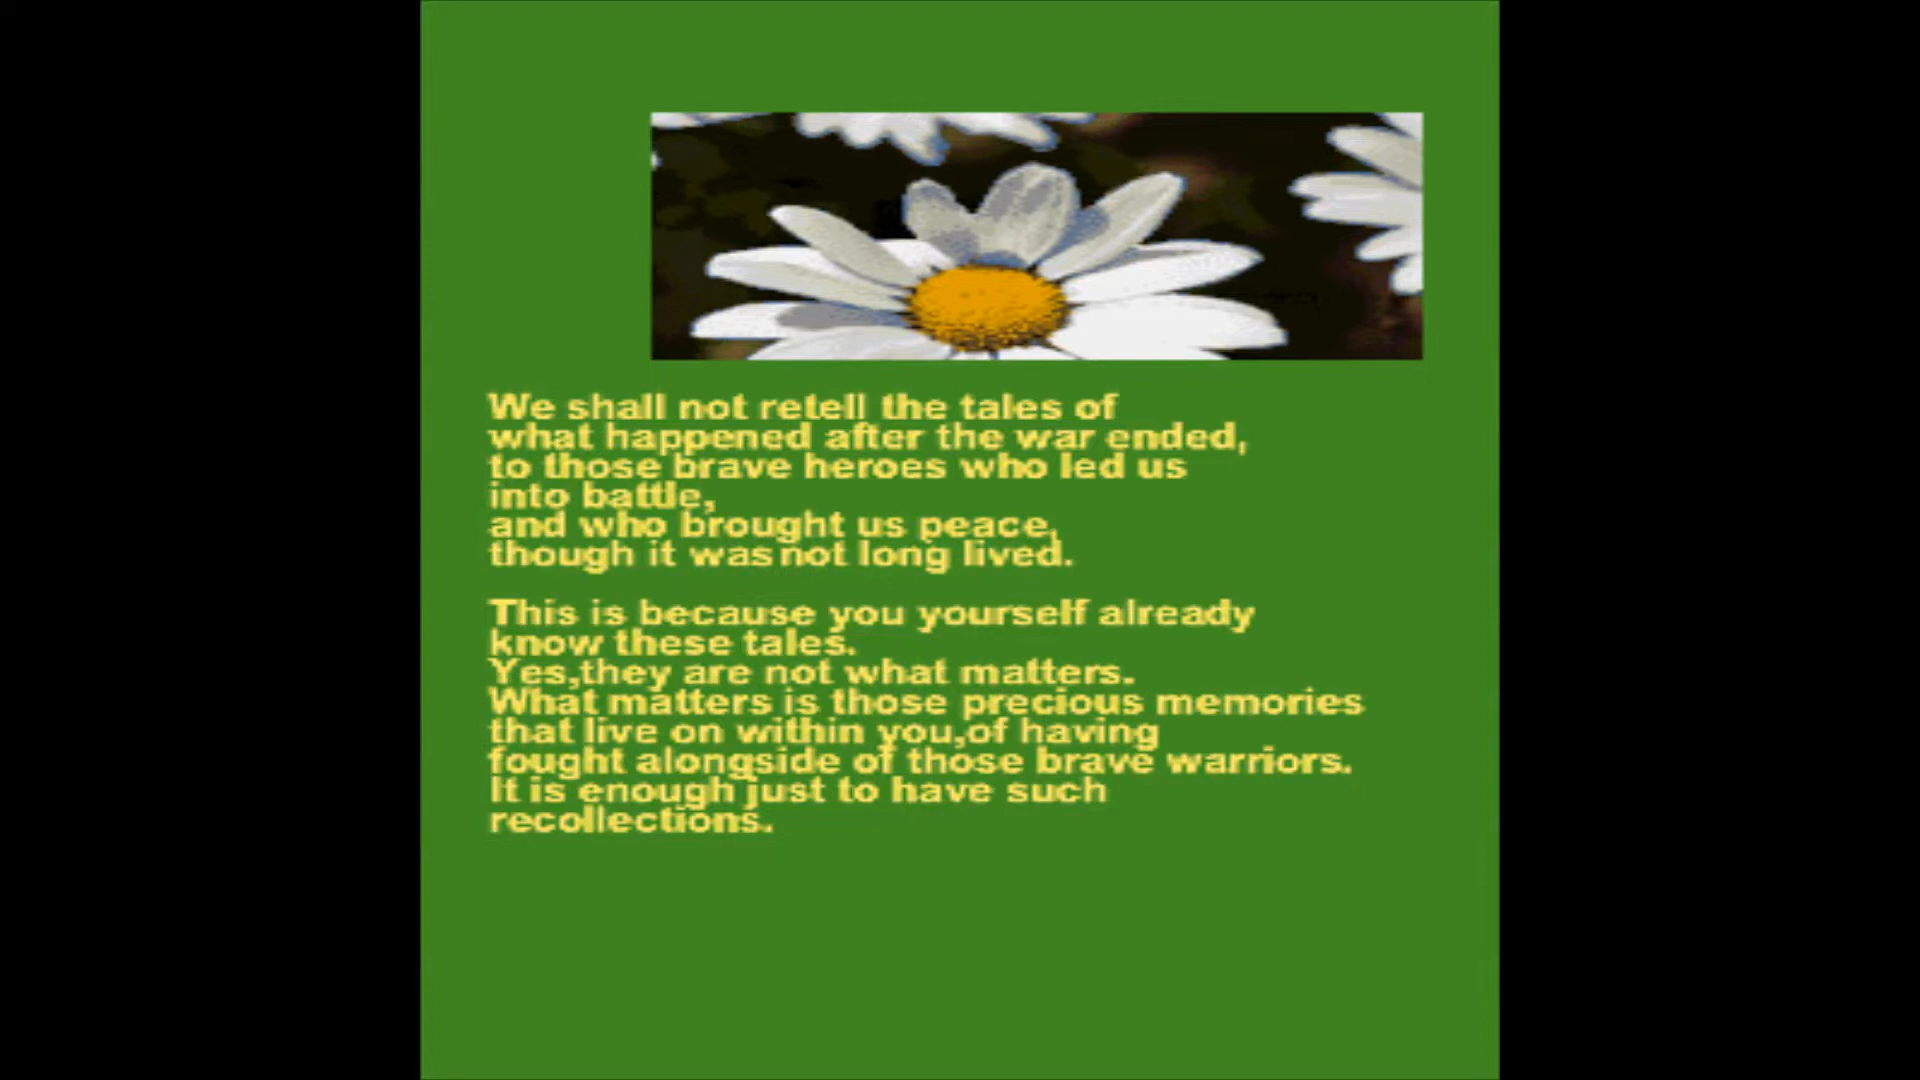 We shall not retell the tales of
what happened after the war ended,
to those brave heroes who led us
into battle,
and who brought us peace,
though it was not long lived.
This is because you yourself already
know these tales.
Yes,they are not what matters.
What matters is those precious memories
that live on within you,of having
fought alongside of those brave warriors.
It is enough just to have such
recollections.